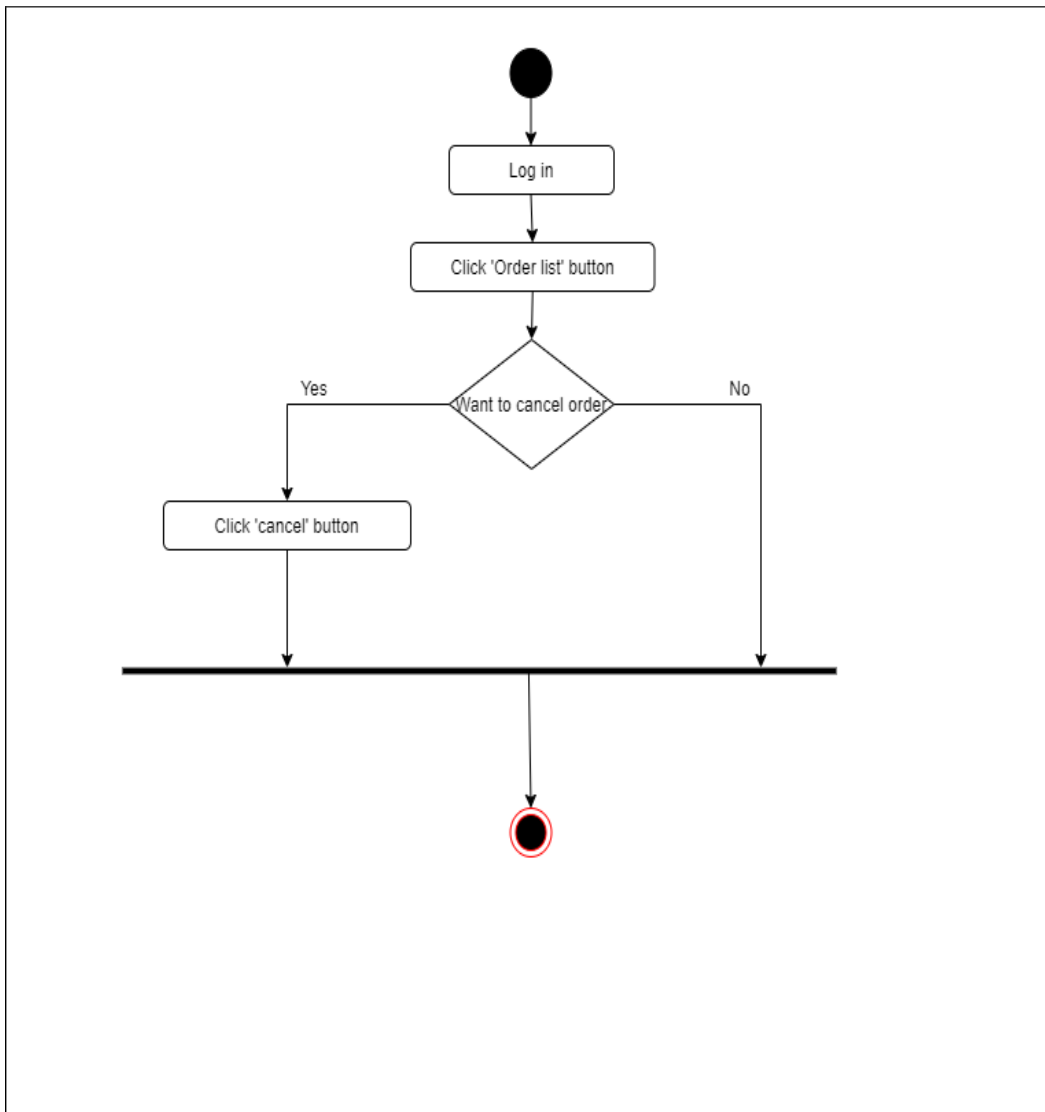 Log in
Click 'Order list' button
Want to cancel order
Yes
No
Click 'cancel' button